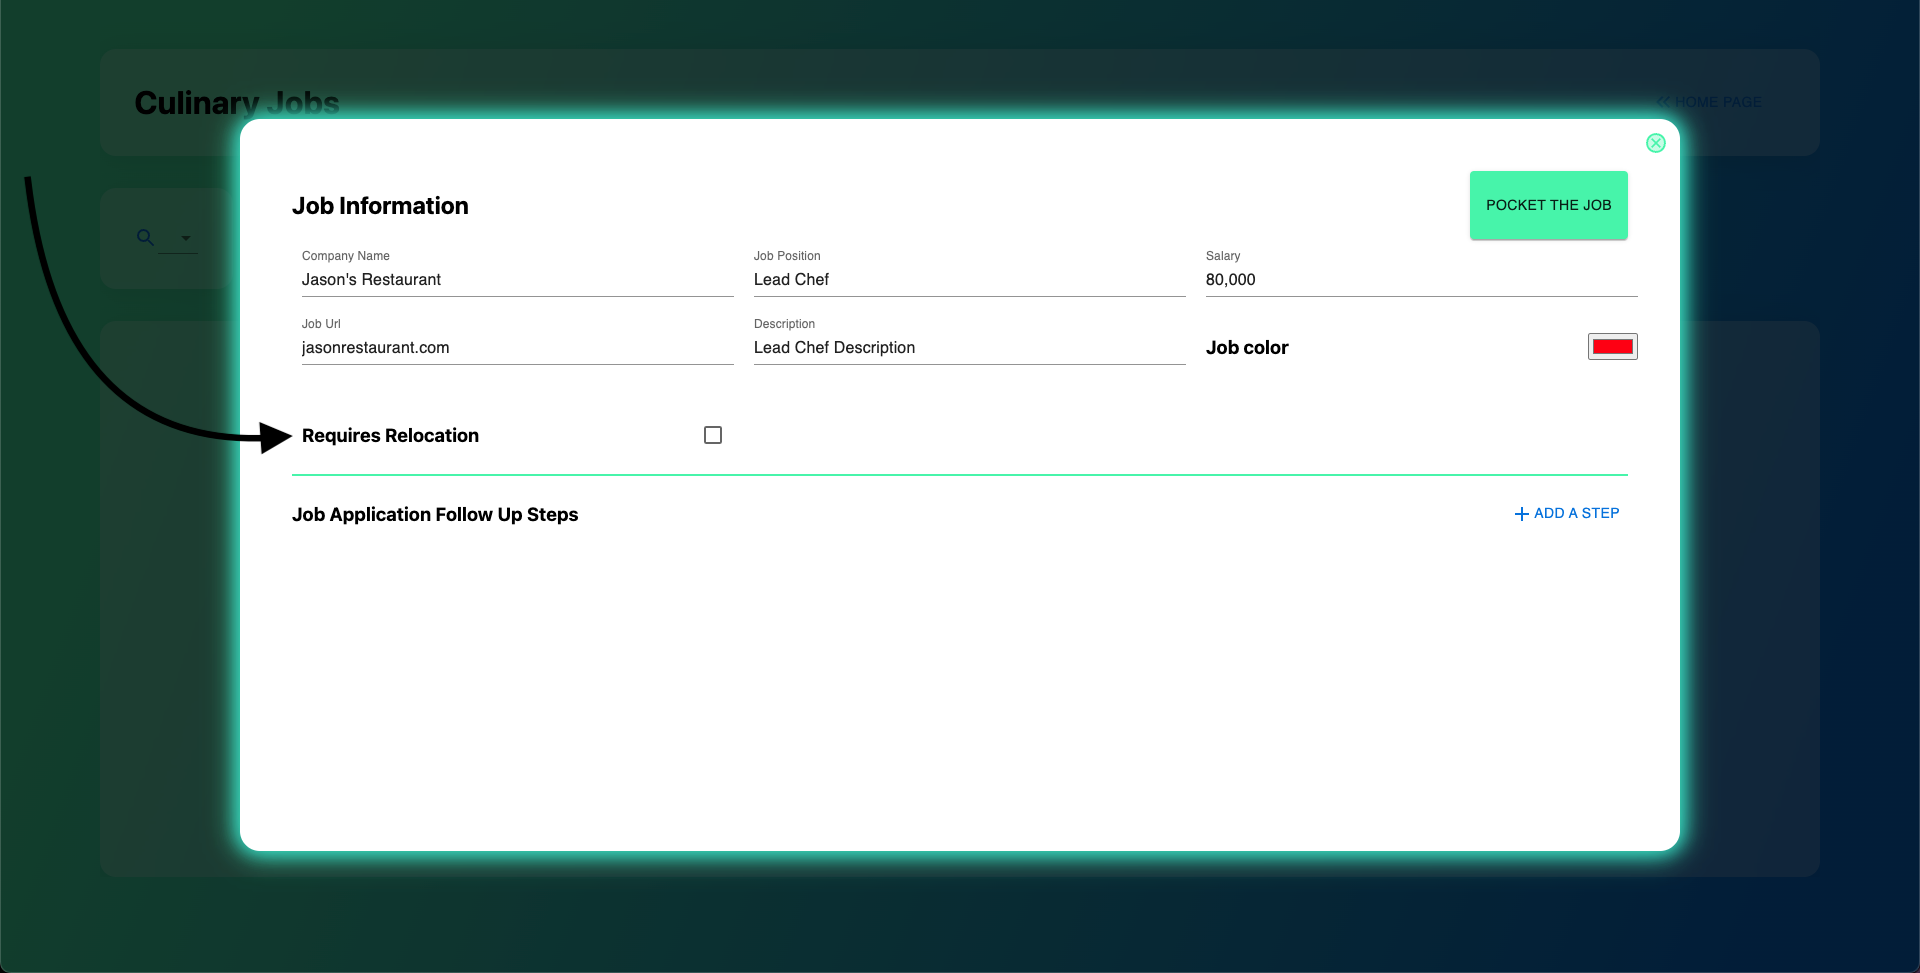 Culinary Jobs
HOME PAGE
Job Information
POCKET THE JOB
Company Name
Jason's Restaurant
Job Position
Lead Chef
Salary
80,000
Job Url
jasonrestaurant.com
Description
Lead Chef Description
Job color
Requires Relocation
Job Application Follow Up Steps
ADD A STEP